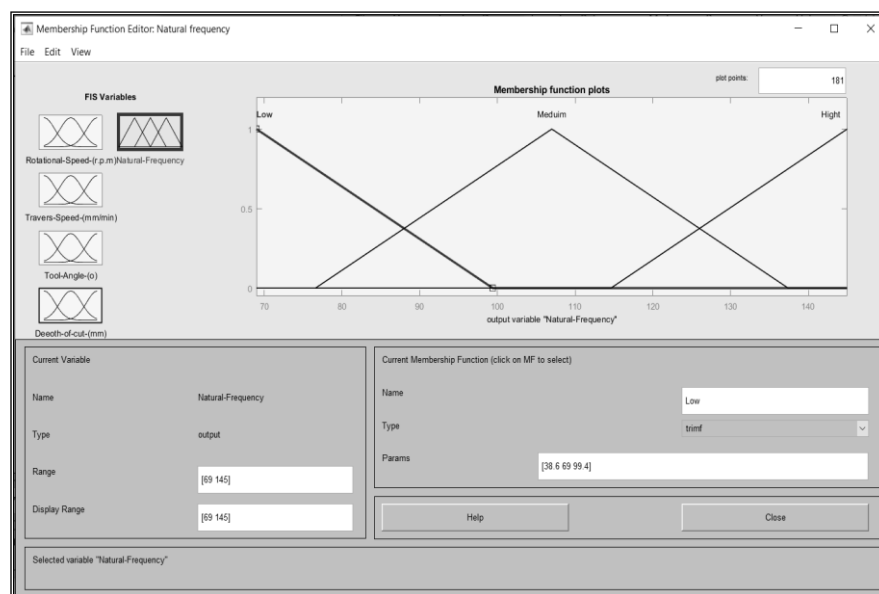 Membership Function Editor: Natural frequency
File Edit View
plot points: 181
FIS Variables
Membership function plots
Low Meduim Hight
1
0.5
0
70 80 90 100 110 120 130 140
output variable "Natural-Frequency"
Rotational-Speed-(r.p.m) Natural-Frequency
Travers-Speed-(mm/min)
Tool-Angle-(o)
Deeoth-of-cut-(mm)
Current Variable
Name Natural-Frequency
Type output
Range [69 145]
Display Range [69 145]
Current Membership Function (click on MF to select)
Name Low
Type trimf
Params [38.6 69 99.4]
Help Close
Selected variable "Natural-Frequency"